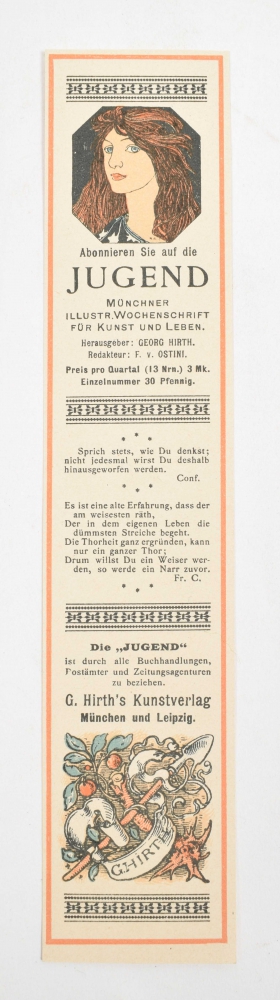 Abonnieren Sie auf die
JUGEND
MÜNCHNER
ILLUSTR. WOCHENSCHRIFT
FÜR KUNST UND LEBEN.
Herausgeber: GEORG HIRTH.
Redakteur: F. v. OSTINI.
Preis pro Quartal (13 Nrn.) 3 Mk.
Einzelnummer 30 Pfennig.
* * *
Sprich stets, wie Du denkst;
nicht jedesmal wirst Du deshalb
hinausgeworfen werden.
Conf.
* * *
Es ist eine alte Erfahrung, dass der
am weisesten räth,
Der in dem eigenen Leben die
dümmsten Streiche begeht.
Die Thorheit ganz ergründen, kann
nur ein ganzer Thor;
Drum willst Du ein Weiser wer-
den, so werde ein Narr zuvor.
Fr. C.
* * *
Die „JUGEND“
ist durch alle Buchhandlungen,
Postämter und Zeitungsagenturen
zu beziehen.
G. Hirth's Kunstverlag
München und Leipzig.
G.HIRTH